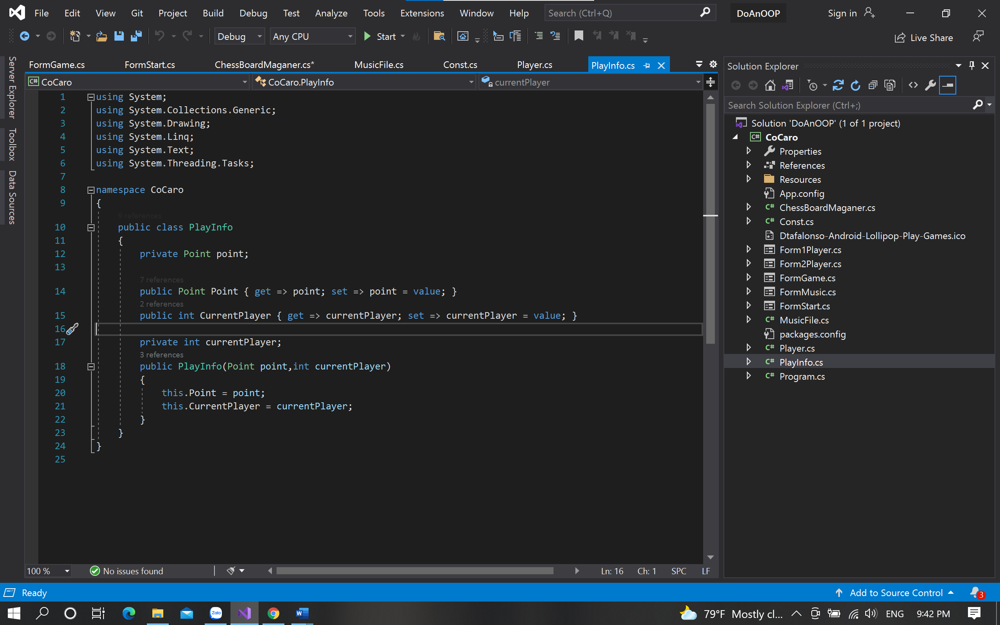 File Edit View Git Project Build Debug Test Analyze Tools Extensions Window Help Search (Ctrl+Q) DoAnOOP Sign in
Debug Any CPU Start Live Share
Server Explorer
Toolbox
Data Sources
FormGame.cs FormStart.cs ChessBoardMaganer.cs* MusicFile.cs Const.cs Player.cs PlayInfo.cs
C# CoCaro CoCaro.PlayInfo currentPlayer
1 using System;
2 using System.Collections.Generic;
3 using System.Drawing;
4 using System.Linq;
5 using System.Text;
6 using System.Threading.Tasks;
7
8 namespace CoCaro
9 {
9 references
10 public class PlayInfo
11 {
12 private Point point;
13
7 references
14 public Point Point { get => point; set => point = value; }
2 references
15 public int CurrentPlayer { get => currentPlayer; set => currentPlayer = value; }
16
17 private int currentPlayer;
3 references
18 public PlayInfo(Point point,int currentPlayer)
19 {
20 this.Point = point;
21 this.CurrentPlayer = currentPlayer;
22 }
23 }
24 }
25
100 % No issues found Ln: 16 Ch: 1 SPC LF
Solution Explorer
Search Solution Explorer (Ctrl+;)
Solution 'DoAnOOP' (1 of 1 project)
C# CoCaro
Properties
References
Resources
App.config
C# ChessBoardMaganer.cs
C# Const.cs
Dtafalonso-Android-Lollipop-Play-Games.ico
Form1Player.cs
Form2Player.cs
FormGame.cs
FormMusic.cs
FormStart.cs
C# MusicFile.cs
packages.config
C# Player.cs
C# PlayInfo.cs
C# Program.cs
Ready Add to Source Control 3
Zalo W 79°F Mostly cl... ENG 9:42 PM